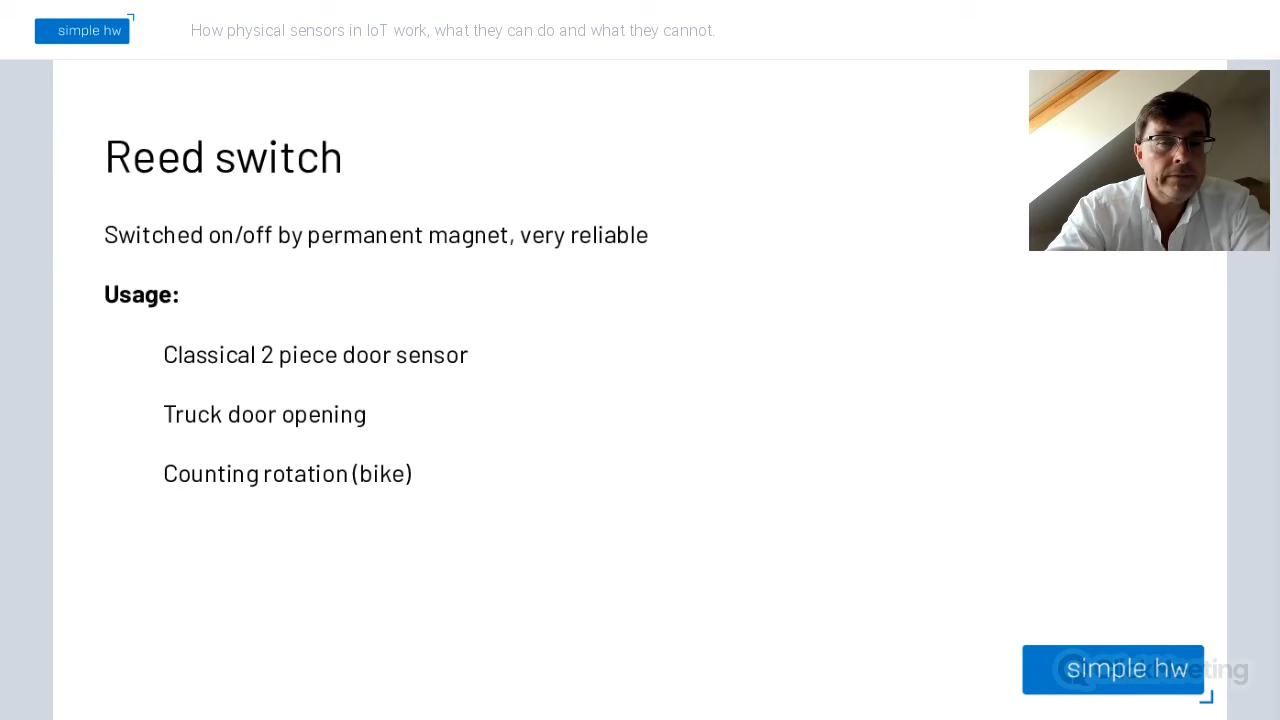 simple hw
How physical sensors in IoT work, what they can do and what they cannot.
Reed switch
Switched on/off by permanent magnet, very reliable
Usage:
Classical 2 piece door sensor
Truck door opening
Counting rotation (bike)
simple hw